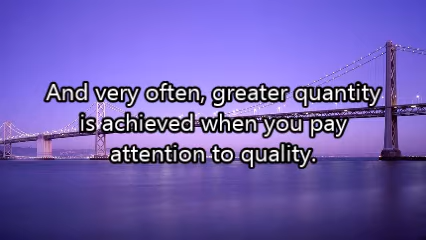 And very often, greater quantity
is achieved when you pay
attention to quality.